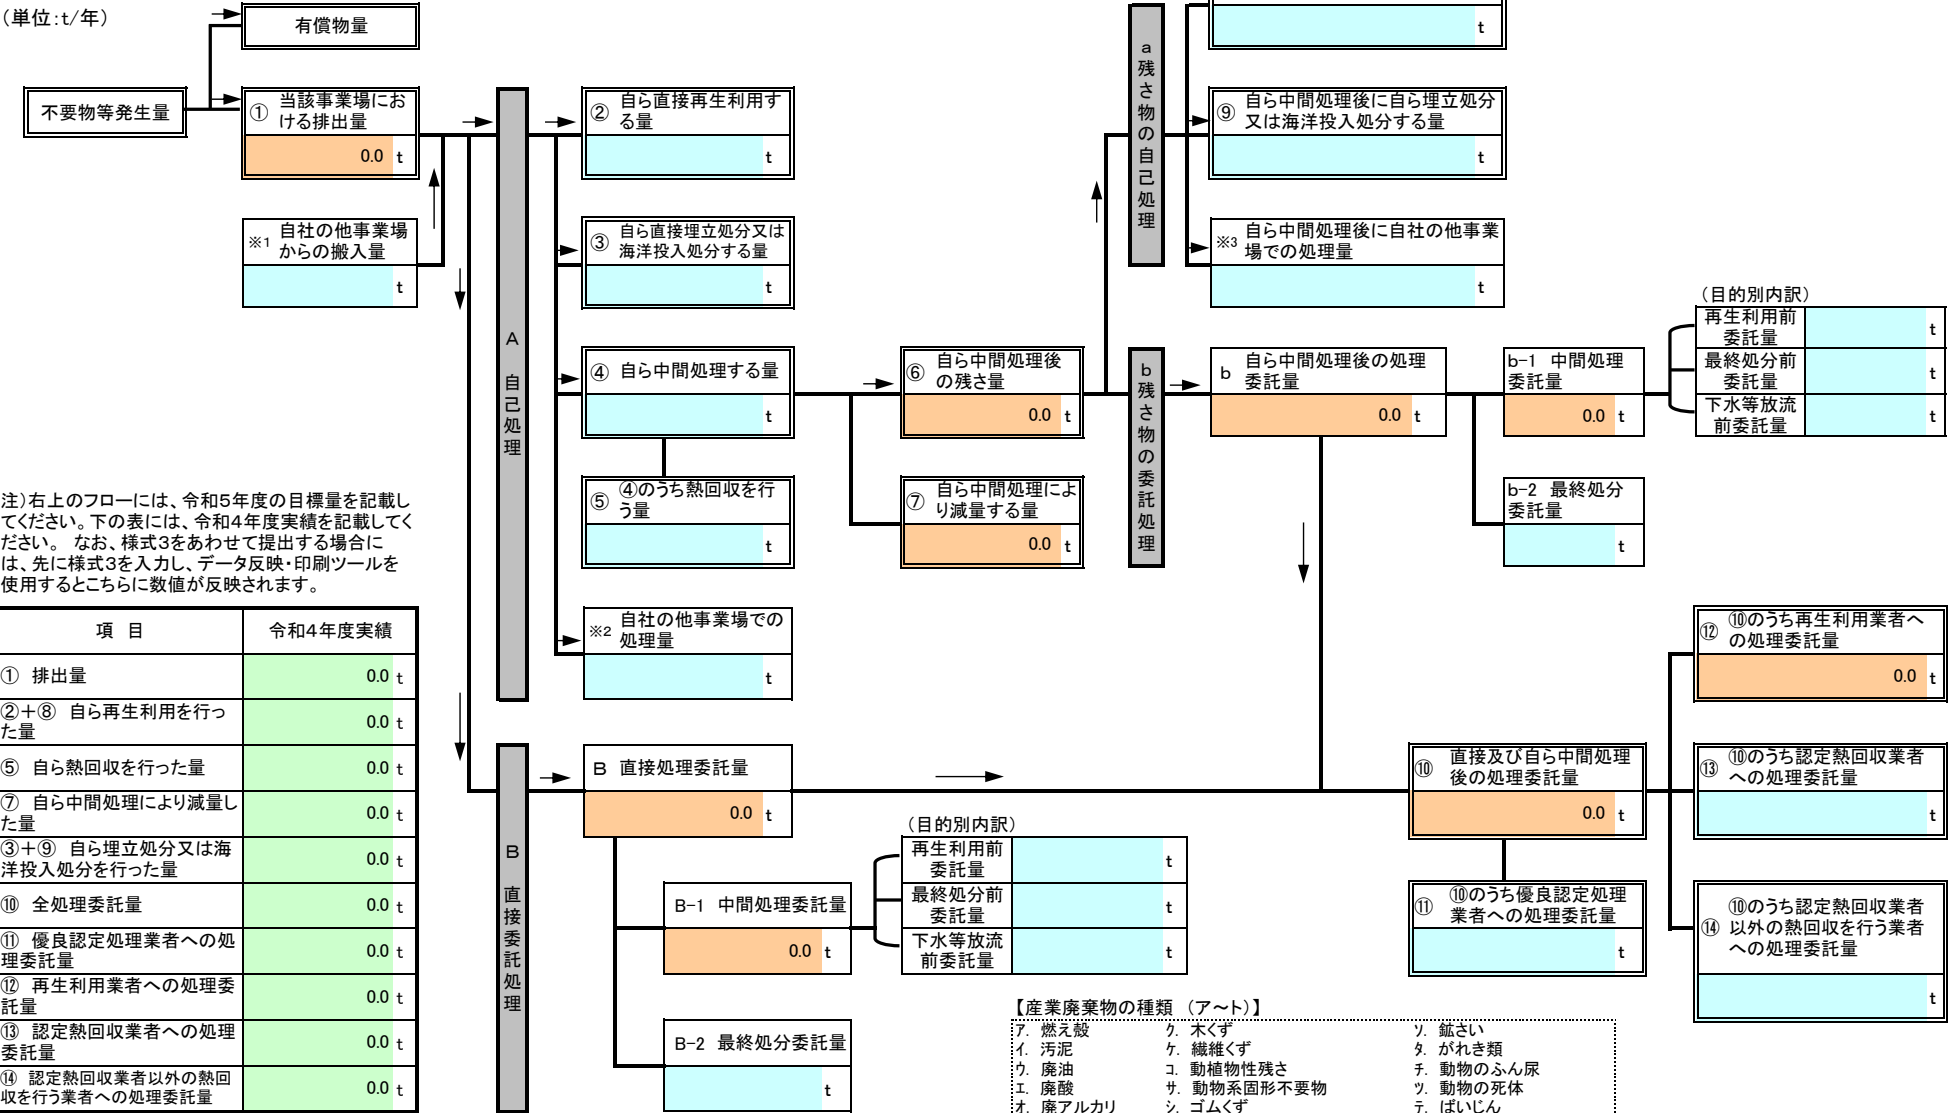 （単位：t/年）
有償物量
不要物等発生量
① 当該事業場にお
ける排出量
0.0 t
※1 自社の他事業場
からの搬入量
t
A 自己処理
② 自ら直接再生利用す
る量
t
③ 自ら直接埋立処分又は
海洋投入処分する量
t
④ 自ら中間処理する量
t
⑤ ④のうち熱回収を行
う量
t
※2 自社の他事業場での
処理量
t
⑥ 自ら中間処理後
の残さ量
0.0 t
⑦ 自ら中間処理によ
り減量する量
0.0 t
a 残さ物の自己処理
t
⑨ 自ら中間処理後に自ら埋立処分
又は海洋投入処分する量
t
※3 自ら中間処理後に自社の他事業
場での処理量
t
b 残さ物の委託処理
b 自ら中間処理後の処理
委託量
0.0 t
b-1 中間処理
委託量
0.0 t
（目的別内訳）
再生利用前
委託量
t
最終処分前
委託量
t
下水等放流
前委託量
t
b-2 最終処分
委託量
t
注）右上のフローには、令和５年度の目標量を記載し
てください。下の表には、令和４年度実績を記載してく
ださい。 なお、様式３をあわせて提出する場合に
は、先に様式３を入力し、データ反映・印刷ツールを
使用するとこちらに数値が反映されます。
項 目 令和４年度実績
① 排出量 0.0 t
②＋⑧ 自ら再生利用を行っ
た量
0.0 t
⑤ 自ら熱回収を行った量 0.0 t
⑦ 自ら中間処理により減量し
た量
0.0 t
③＋⑨ 自ら埋立処分又は海
洋投入処分を行った量
0.0 t
⑩ 全処理委託量 0.0 t
⑪ 優良認定処理業者への処
理委託量
0.0 t
⑫ 再生利用業者への処理委
託量
0.0 t
⑬ 認定熱回収業者への処理
委託量
0.0 t
⑭ 認定熱回収業者以外の熱回
収を行う業者への処理委託量
0.0 t
B 直接委託処理
B 直接処理委託量
0.0 t
B-1 中間処理委託量
0.0 t
（目的別内訳）
再生利用前
委託量
t
最終処分前
委託量
t
下水等放流
前委託量
t
B-2 最終処分委託量
t
⑩ 直接及び自ら中間処理
後の処理委託量
0.0 t
⑪ ⑩のうち優良認定処理
業者への処理委託量
t
⑫ ⑩のうち再生利用業者へ
の処理委託量
0.0 t
⑬ ⑩のうち認定熱回収業者
への処理委託量
t
⑭ ⑩のうち認定熱回収業者
以外の熱回収を行う業者
への処理委託量
t
【産業廃棄物の種類 （ア～ト）】
ｱ. 燃え殻 ｸ. 木くず ｿ. 鉱さい
ｲ. 汚泥 ｹ. 繊維くず ﾀ. がれき類
ｳ. 廃油 ｺ. 動植物性残さ ﾁ. 動物のふん尿
ｴ. 廃酸 ｻ. 動物系固形不要物 ﾂ. 動物の死体
ｵ. 廃アルカリ ｼ. ゴムくず ﾃ. ばいじん